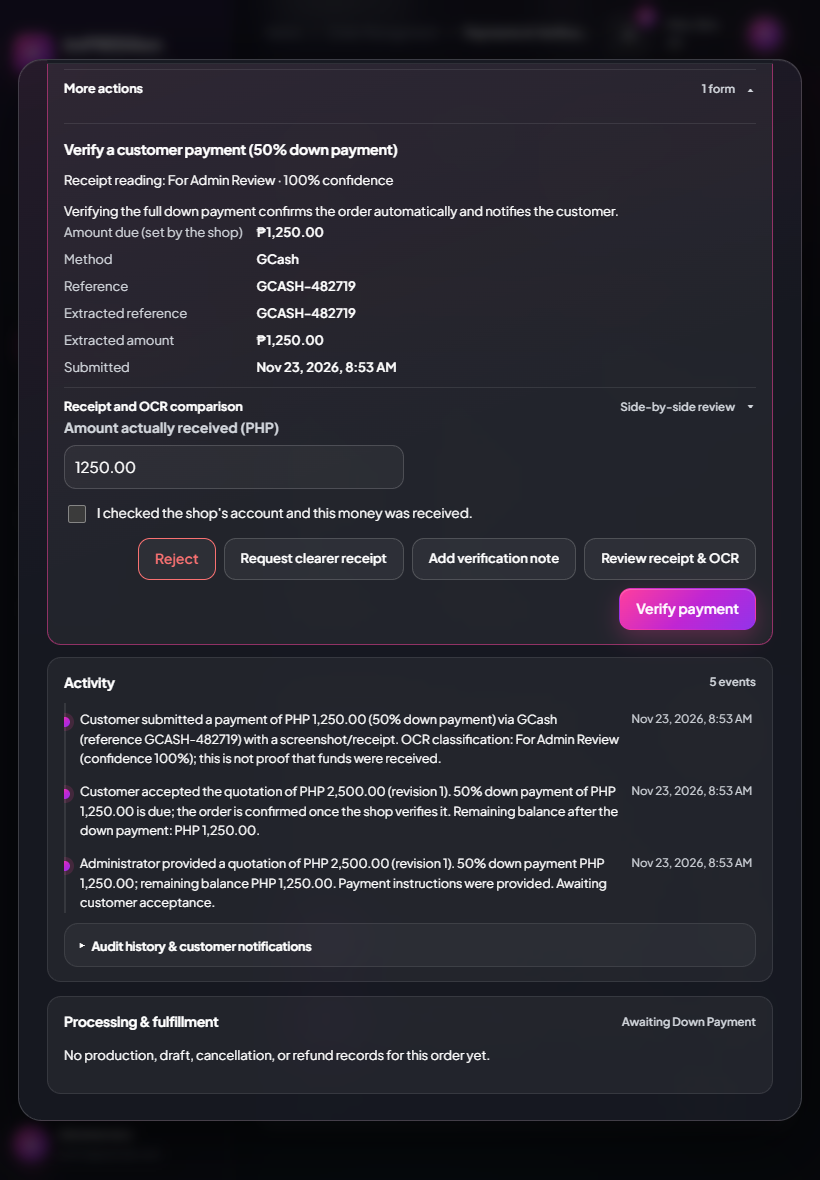 More actions
1 form
Verify a customer payment (50% down payment)
Receipt reading: For Admin Review · 100% confidence
Verifying the full down payment confirms the order automatically and notifies the customer.
Amount due (set by the shop) ₱1,250.00
Method GCash
Reference GCASH-482719
Extracted reference GCASH-482719
Extracted amount ₱1,250.00
Submitted Nov 23, 2026, 8:53 AM
Receipt and OCR comparison Side-by-side review
Amount actually received (PHP)
1250.00
I checked the shop's account and this money was received.
Reject Request clearer receipt Add verification note Review receipt & OCR
Verify payment
Activity 5 events
Customer submitted a payment of PHP 1,250.00 (50% down payment) via GCash Nov 23, 2026, 8:53 AM
(reference GCASH-482719) with a screenshot/receipt. OCR classification: For Admin Review
(confidence 100%); this is not proof that funds were received.
Customer accepted the quotation of PHP 2,500.00 (revision 1). 50% down payment of PHP Nov 23, 2026, 8:53 AM
1,250.00 is due; the order is confirmed once the shop verifies it. Remaining balance after the
down payment: PHP 1,250.00.
Administrator provided a quotation of PHP 2,500.00 (revision 1). 50% down payment PHP Nov 23, 2026, 8:53 AM
1,250.00; remaining balance PHP 1,250.00. Payment instructions were provided. Awaiting
customer acceptance.
Audit history & customer notifications
Processing & fulfillment Awaiting Down Payment
No production, draft, cancellation, or refund records for this order yet.